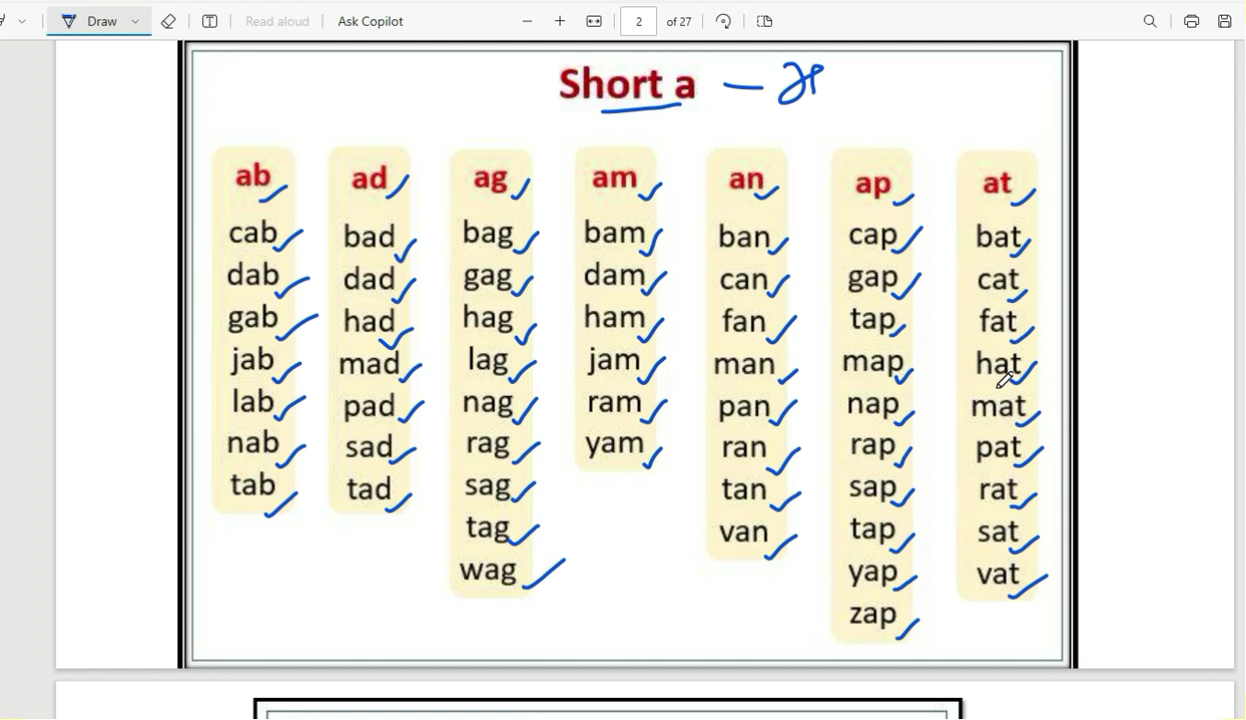 Draw
Read aloud
Ask Copilot
2 of 27
Short a —
ab
cab
dab
gab
jab
lab
nab
tab
ad
bad
dad
had
mad
pad
sad
tad
ag
bag
gag
hag
lag
nag
rag
sag
tag
wag
am
bam
dam
ham
jam
ram
yam
an
ban
can
fan
man
pan
ran
tan
van
ap
cap
gap
tap
map
nap
rap
sap
tap
yap
zap
at
bat
cat
fat
hat
mat
pat
rat
sat
vat